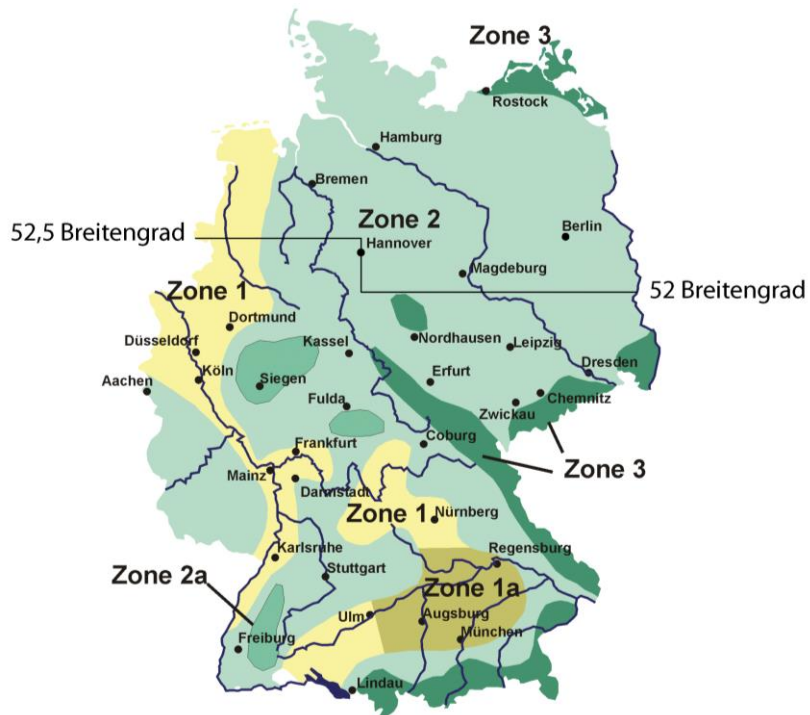 Zone 3
Rostock
Hamburg
Bremen
Zone 2
52,5 Breitengrad
Berlin
Hannover
Magdeburg
Zone 1
52 Breitengrad
Dortmund
Düsseldorf
Kassel
Nordhausen
Leipzig
Köln
Dresden
Aachen
Siegen
Erfurt
Chemnitz
Fulda
Zwickau
Coburg
Frankfurt
Zone 3
Mainz
Darmstadt
Zone 1
Nürnberg
Karlsruhe
Regensburg
Zone 2a
Stuttgart
Zone 1a
Ulm
Augsburg
Freiburg
München
Lindau